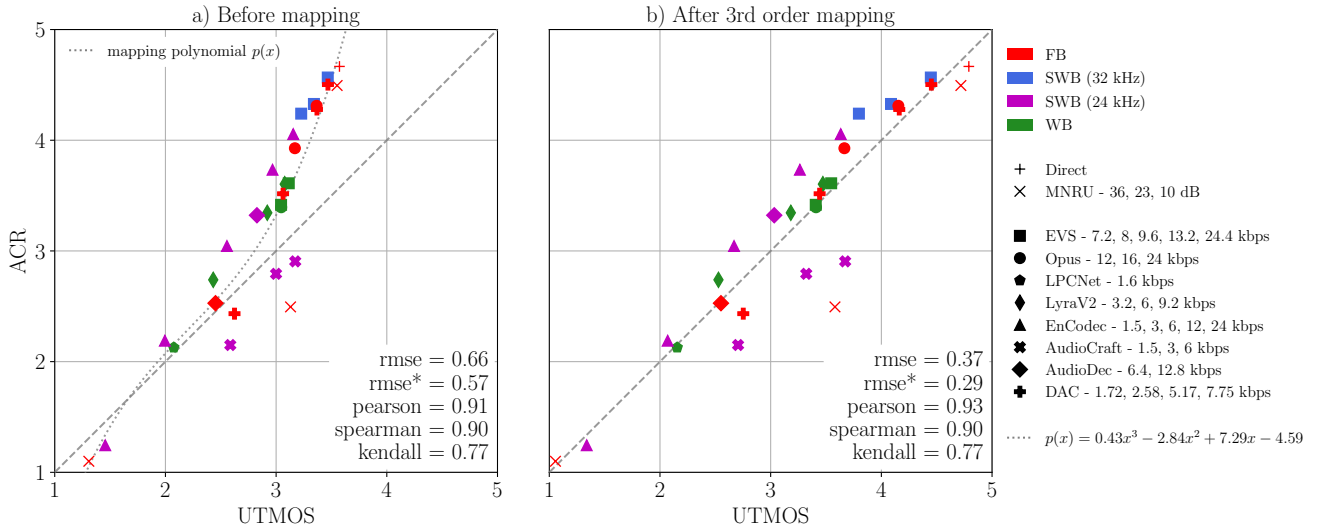 a) Before mapping
b) After 3rd order mapping
5
4
3
2
1
ACR
mapping polynomial p(x)
rmse = 0.66
rmse* = 0.57
pearson = 0.91
spearman = 0.90
kendall = 0.77
1 2 3 4 5
UTMOS
rmse = 0.37
rmse* = 0.29
pearson = 0.93
spearman = 0.90
kendall = 0.77
1 2 3 4 5
UTMOS
FB
SWB (32 kHz)
SWB (24 kHz)
WB
Direct
MNRU - 36, 23, 10 dB
EVS - 7.2, 8, 9.6, 13.2, 24.4 kbps
Opus - 12, 16, 24 kbps
LPCNet - 1.6 kbps
LyraV2 - 3.2, 6, 9.2 kbps
EnCodec - 1.5, 3, 6, 12, 24 kbps
AudioCraft - 1.5, 3, 6 kbps
AudioDec - 6.4, 12.8 kbps
DAC - 1.72, 2.58, 5.17, 7.75 kbps
p(x) = 0.43x³ − 2.84x² + 7.29x − 4.59